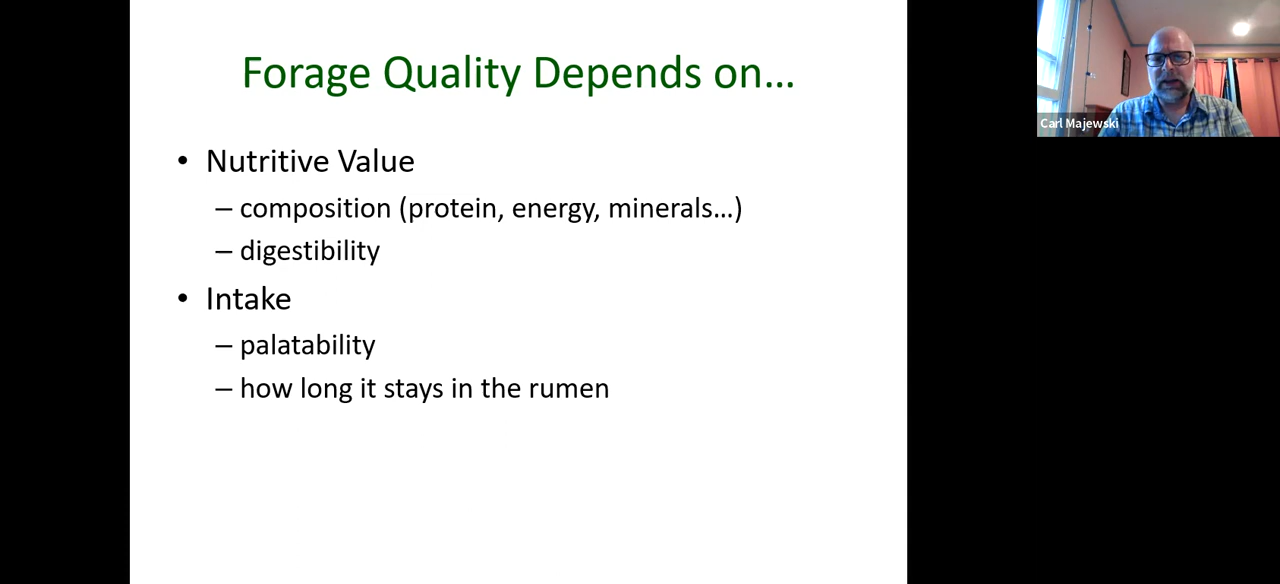 Forage Quality Depends on…
• Nutritive Value
– composition (protein, energy, minerals…)
– digestibility
• Intake
– palatability
– how long it stays in the rumen
Carl Majewski